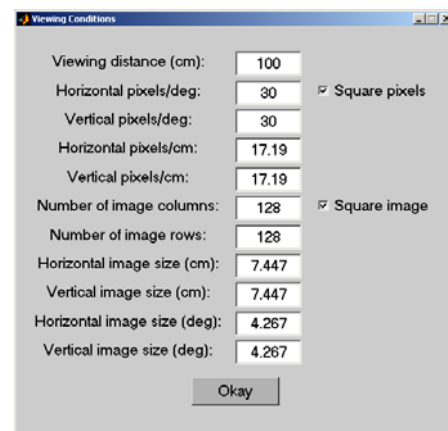 Viewing Conditions
Viewing distance (cm): 100
Horizontal pixels/deg: 30 Square pixels
Vertical pixels/deg: 30
Horizontal pixels/cm: 17.19
Vertical pixels/cm: 17.19
Number of image columns: 128 Square image
Number of image rows: 128
Horizontal image size (cm): 7.447
Vertical image size (cm): 7.447
Horizontal image size (deg): 4.267
Vertical image size (deg): 4.267
Okay